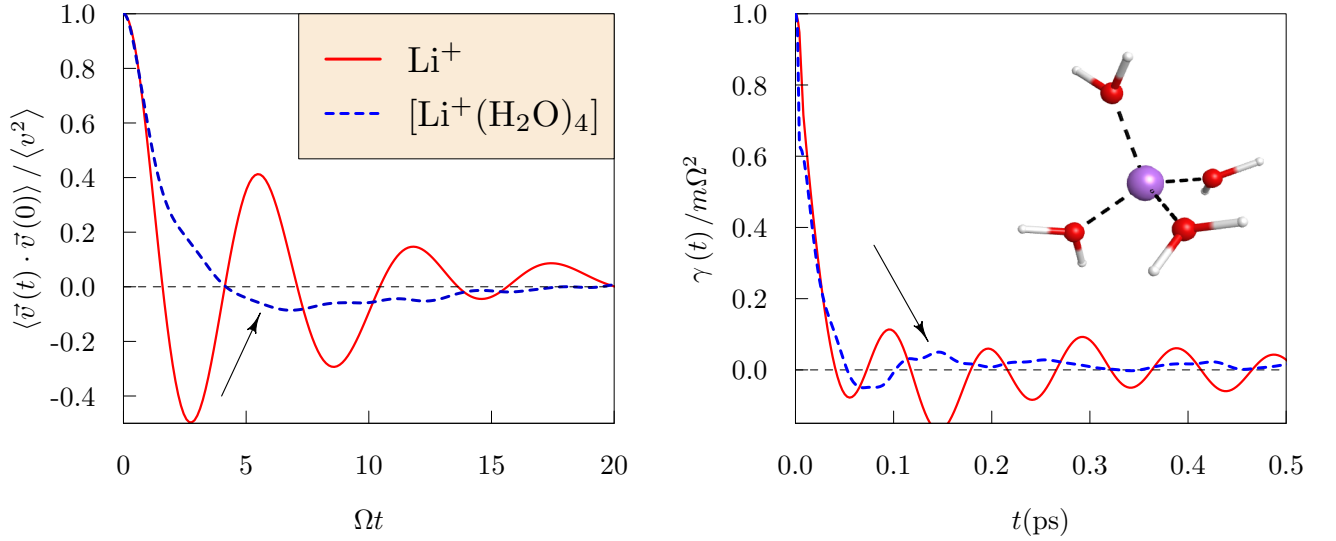 ⟨v⃗(t) · v⃗(0)⟩ / ⟨v²⟩
1.0
0.8
0.6
0.4
0.2
0.0
-0.2
-0.4
0 5 10 15 20
Ωt
Li⁺
[Li⁺(H₂O)₄]
γ (t) /mΩ²
1.0
0.8
0.6
0.4
0.2
0.0
0.0 0.1 0.2 0.3 0.4 0.5
t(ps)